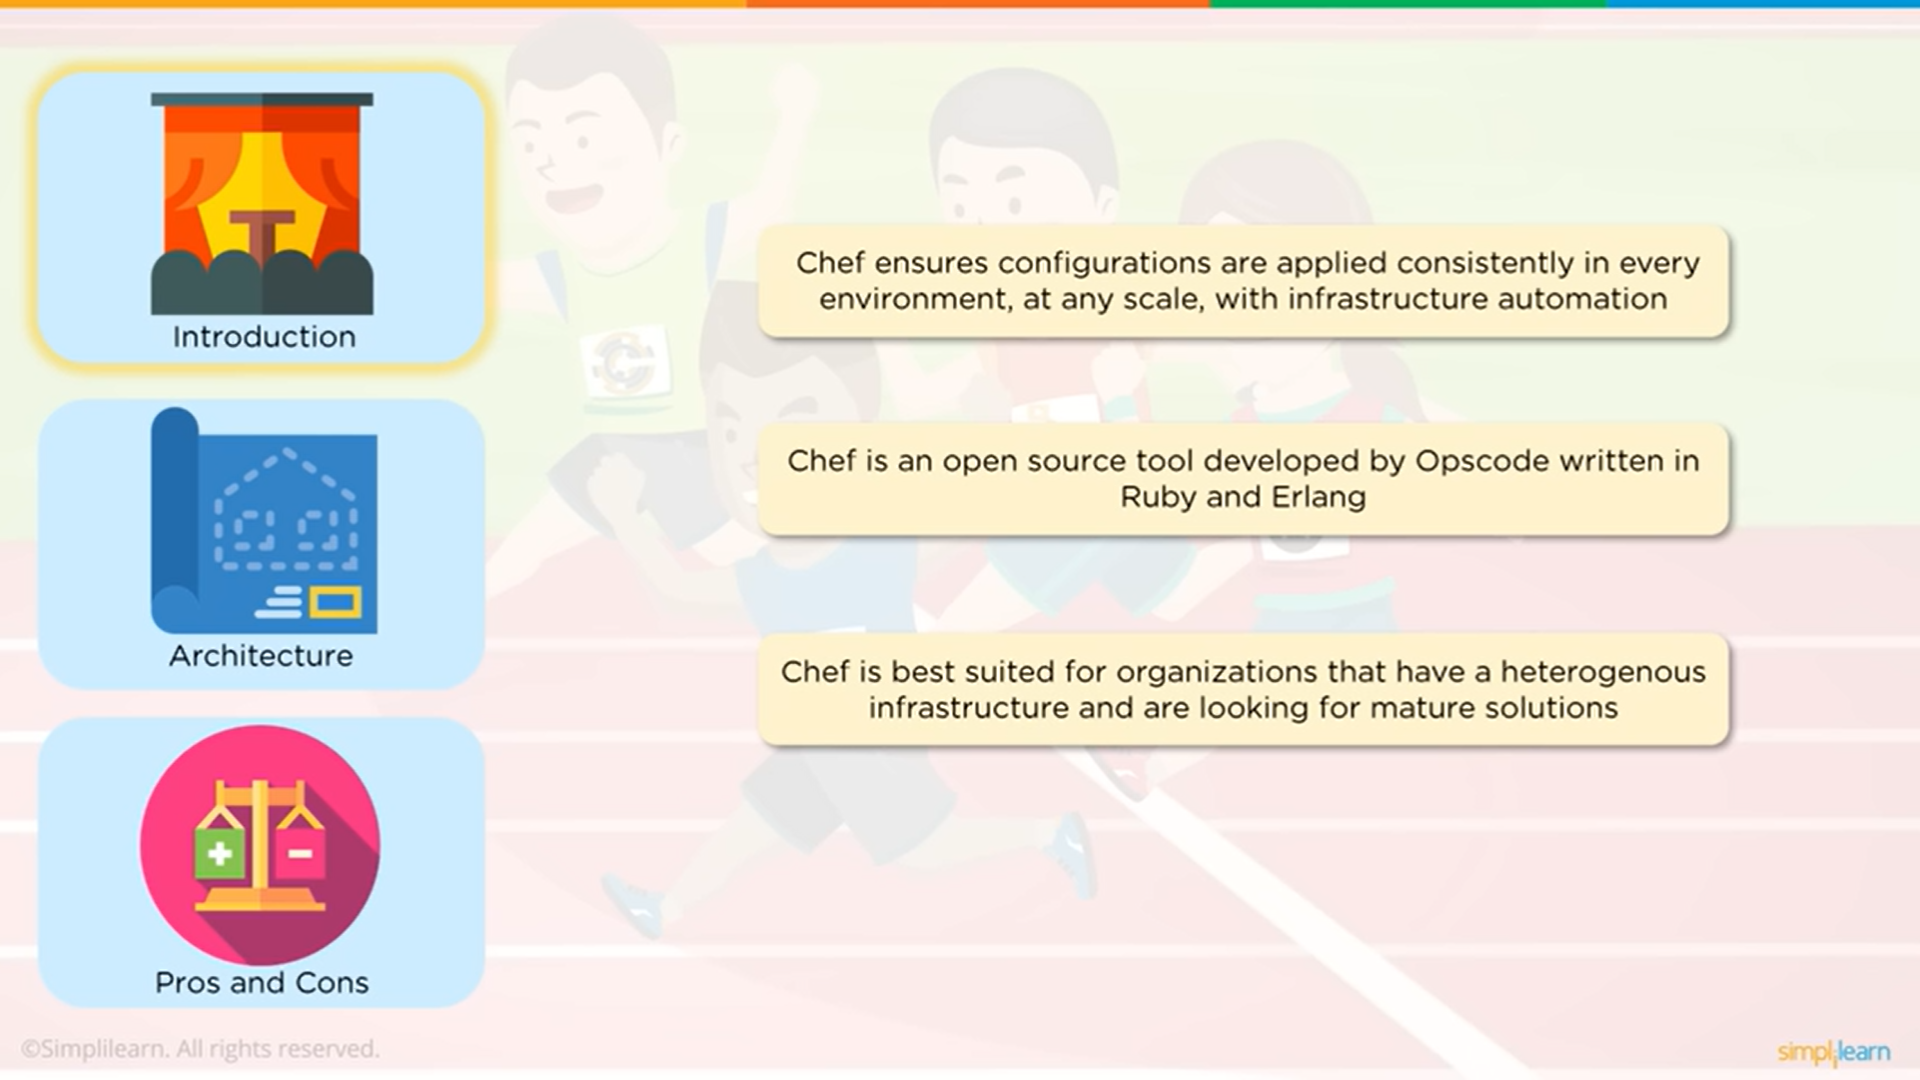 Introduction
Architecture
Pros and Cons
Chef ensures configurations are applied consistently in every
environment, at any scale, with infrastructure automation
Chef is an open source tool developed by Opscode written in
Ruby and Erlang
Chef is best suited for organizations that have a heterogenous
infrastructure and are looking for mature solutions
©Simplilearn. All rights reserved.
simplilearn